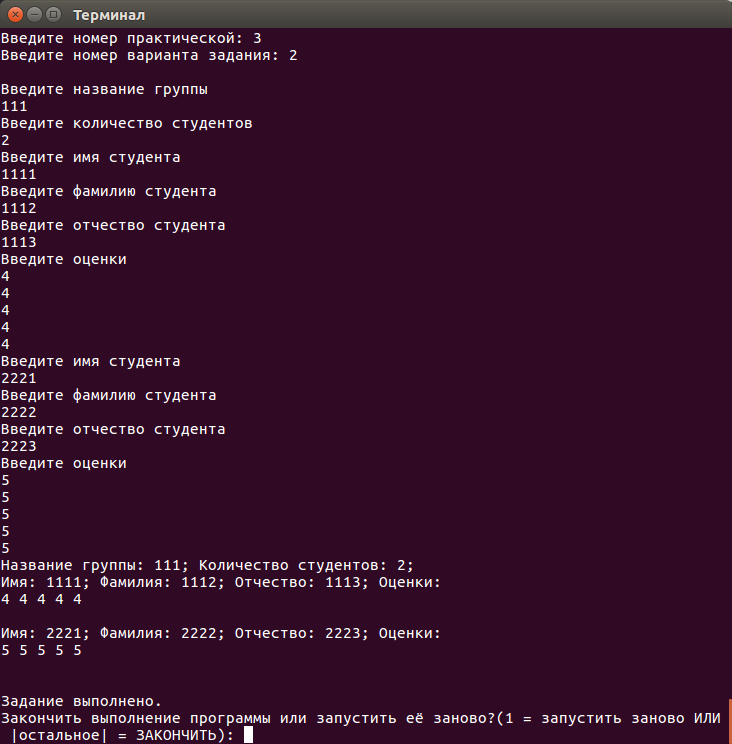 Терминал
Введите номер практической: 3
Введите номер варианта задания: 2
Введите название группы
111
Введите количество студентов
2
Введите имя студента
1111
Введите фамилию студента
1112
Введите отчество студента
1113
Введите оценки
4
4
4
4
4
Введите имя студента
2221
Введите фамилию студента
2222
Введите отчество студента
2223
Введите оценки
5
5
5
5
5
Название группы: 111; Количество студентов: 2;
Имя: 1111; Фамилия: 1112; Отчество: 1113; Оценки:
4 4 4 4 4
Имя: 2221; Фамилия: 2222; Отчество: 2223; Оценки:
5 5 5 5 5
Задание выполнено.
Закончить выполнение программы или запустить её заново?(1 = запустить заново ИЛИ
|остальное| = ЗАКОНЧИТЬ):